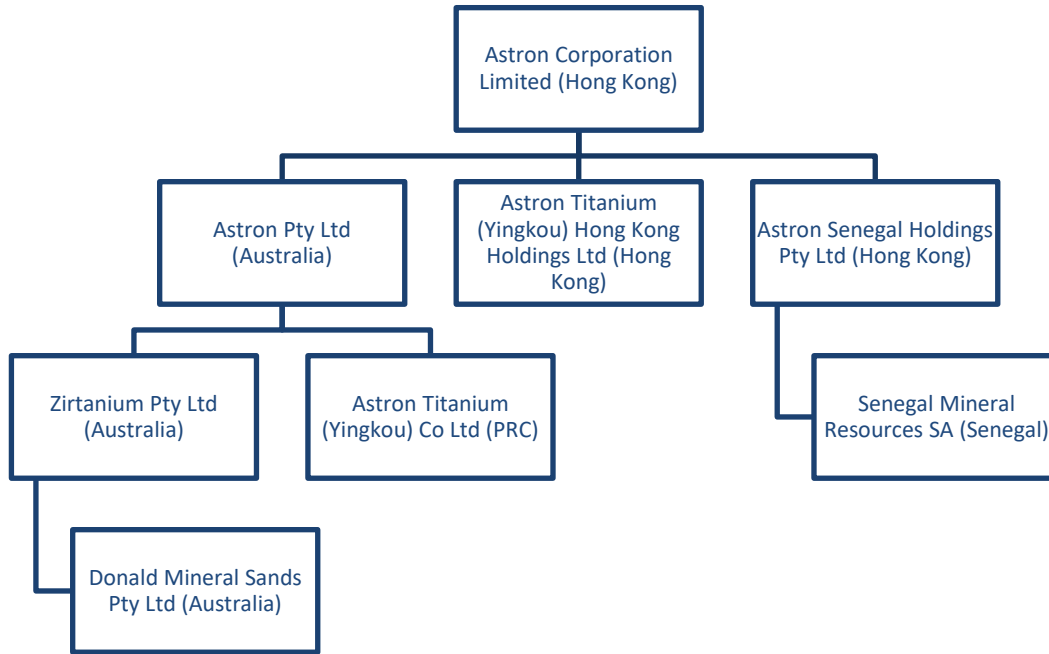 Astron Corporation
Limited (Hong Kong)
Astron Pty Ltd
(Australia)
Astron Titanium
(Yingkou) Hong Kong
Holdings Ltd (Hong
Kong)
Astron Senegal Holdings
Pty Ltd (Hong Kong)
Zirtanium Pty Ltd
(Australia)
Astron Titanium
(Yingkou) Co Ltd (PRC)
Senegal Mineral
Resources SA (Senegal)
Donald Mineral Sands
Pty Ltd (Australia)